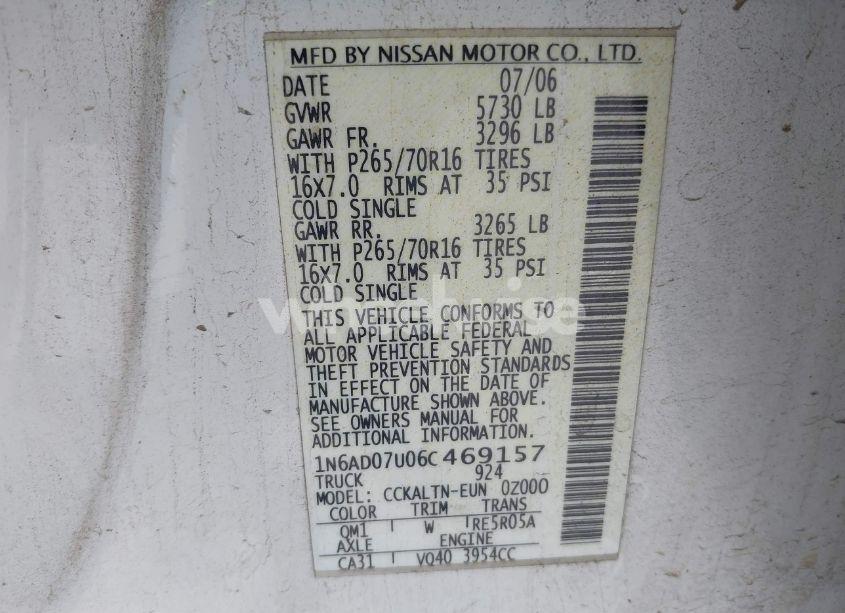 MFD BY NISSAN MOTOR CO., LTD.
DATE 07/06
GVWR 5730 LB
GAWR FR. 3296 LB
WITH P265/70R16 TIRES
16X7.0 RIMS AT 35 PSI
COLD SINGLE
GAWR RR. 3265 LB
WITH P265/70R16 TIRES
16X7.0 RIMS AT 35 PSI
COLD SINGLE
THIS VEHICLE CONFORMS TO
ALL APPLICABLE FEDERAL
MOTOR VEHICLE SAFETY AND
THEFT PREVENTION STANDARDS
IN EFFECT ON THE DATE OF
MANUFACTURE SHOWN ABOVE.
SEE OWNERS MANUAL FOR
ADDITIONAL INFORMATION.
1N6AD07U06C469157
TRUCK 924
MODEL: CCKALTN-EUN 0Z000
COLOR TRIM TRANS
QM1 W RE5R05A
AXLE ENGINE
CA31 VQ40 3954CC